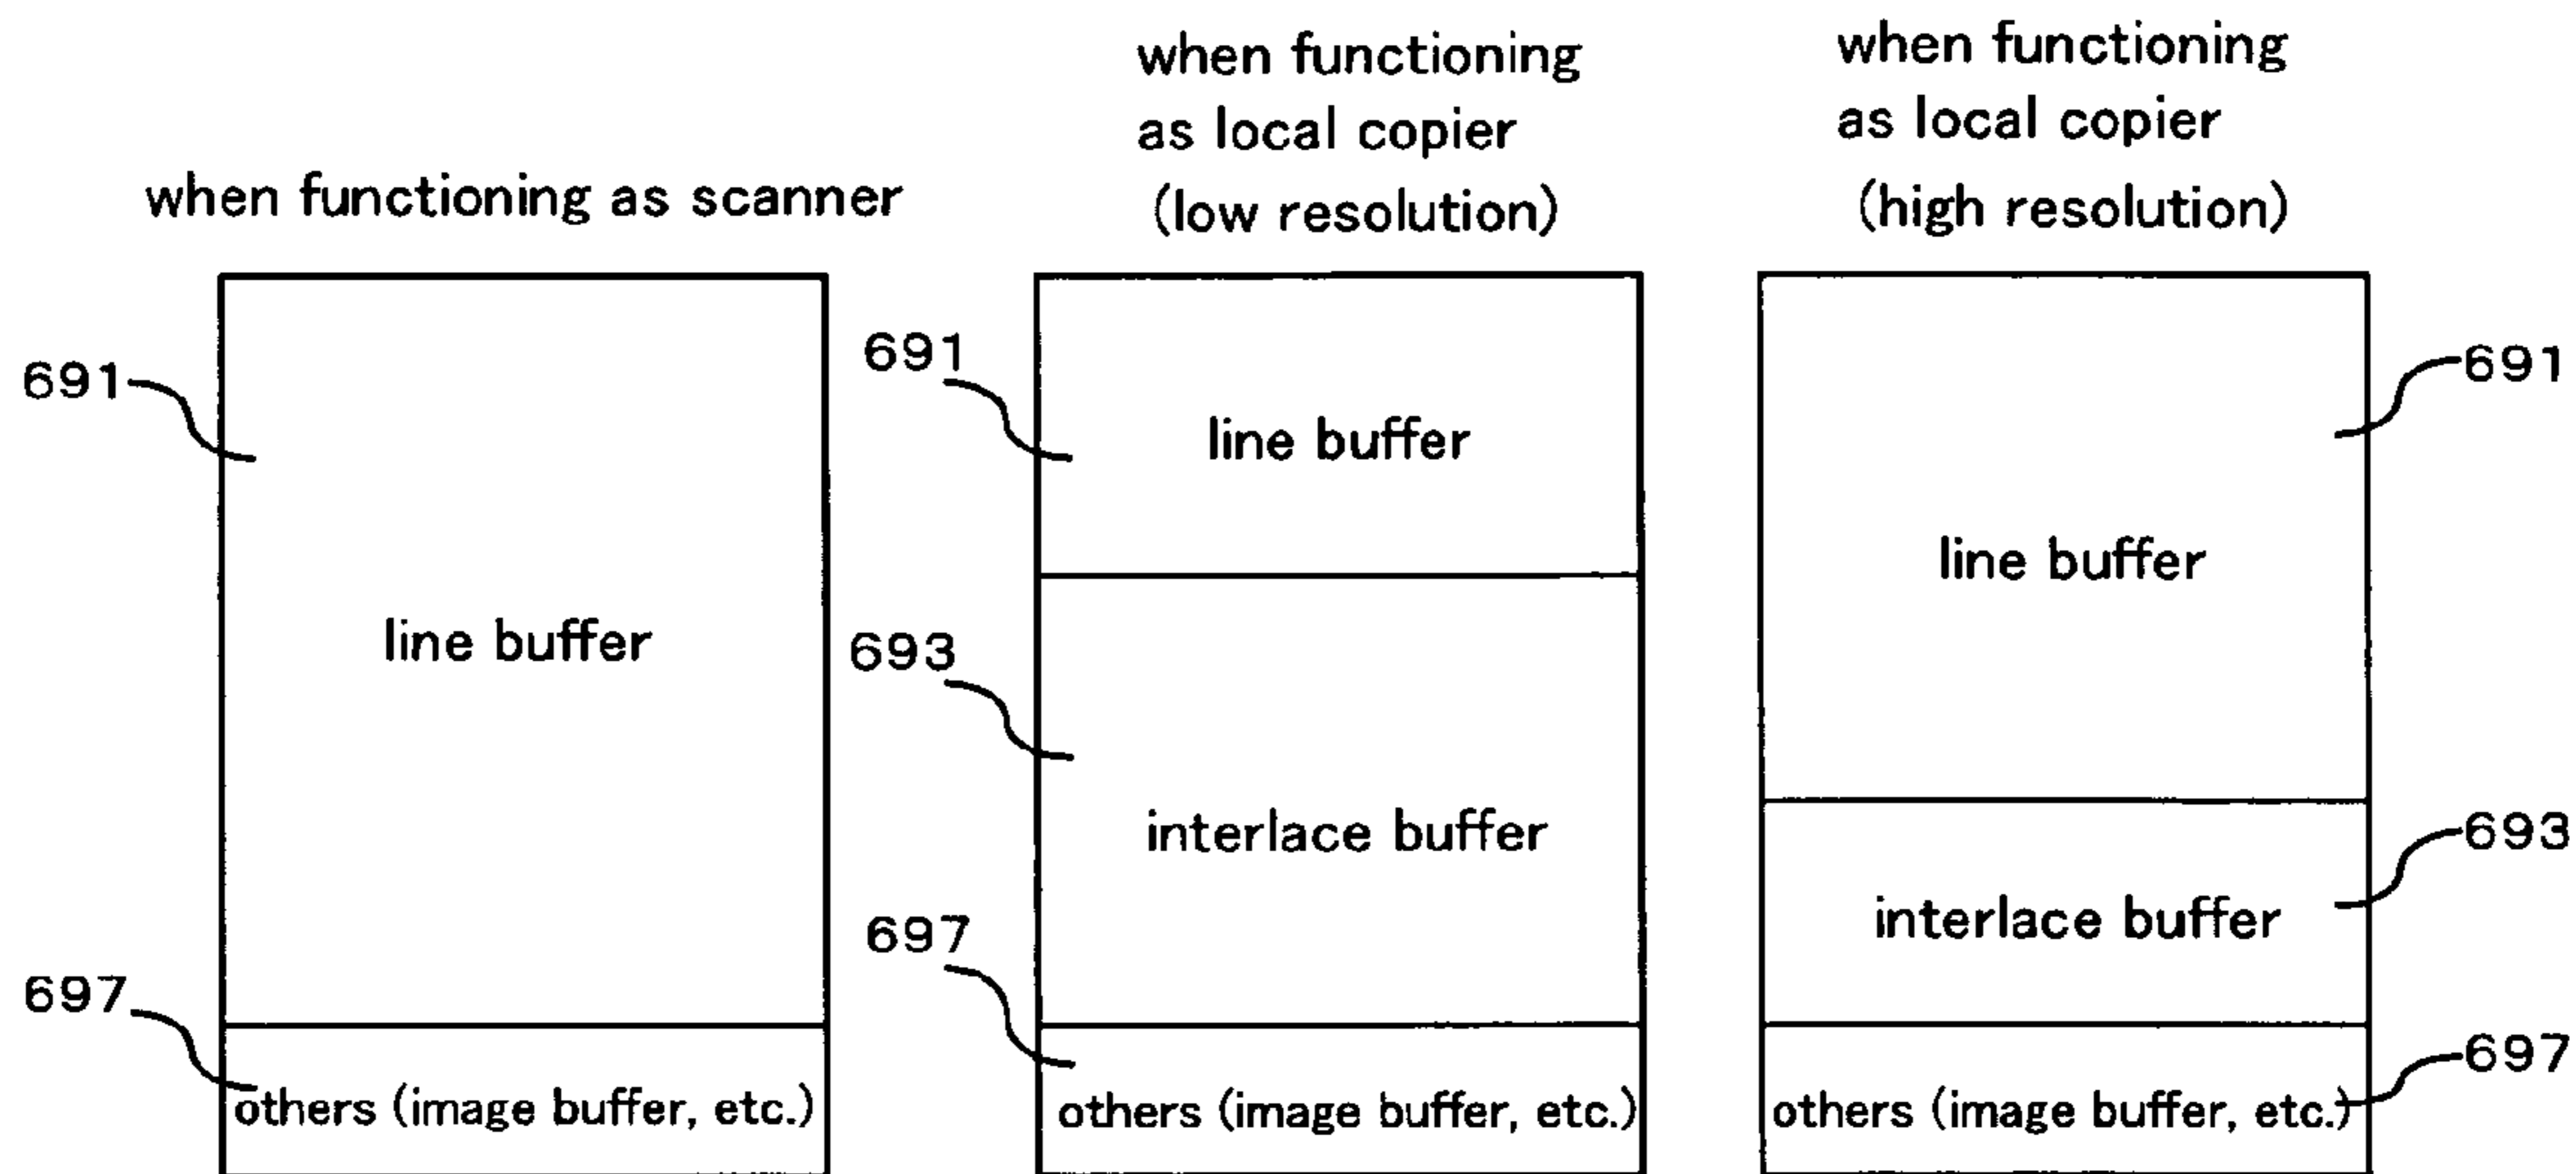 when functioning as scanner
691
line buffer
697
others (image buffer, etc.)
when functioning
as local copier
(low resolution)
691
line buffer
693
interlace buffer
697
others (image buffer, etc.)
when functioning
as local copier
(high resolution)
691
line buffer
693
interlace buffer
697
others (image buffer, etc.)